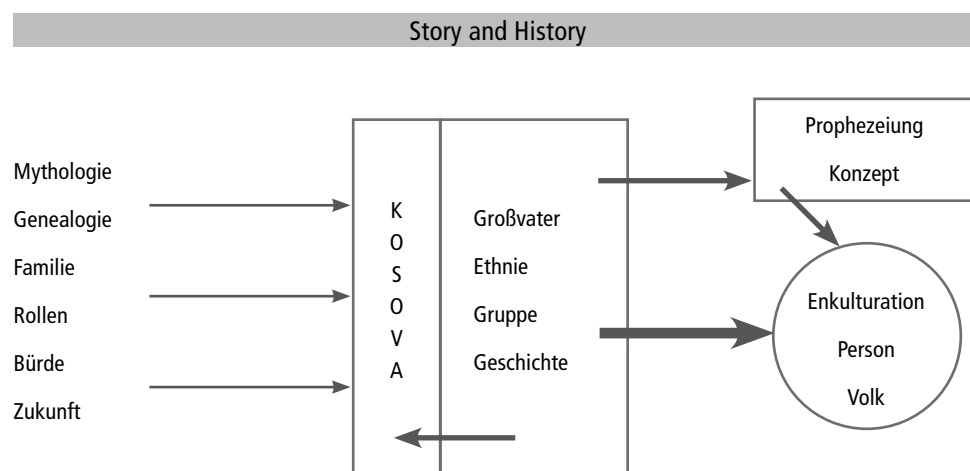 Story and History
Mythologie
Genealogie
Familie
Rollen
Bürde
Zukunft
K
O
S
O
V
A
Großvater
Ethnie
Gruppe
Geschichte
Prophezeiung
Konzept
Enkulturation
Person
Volk